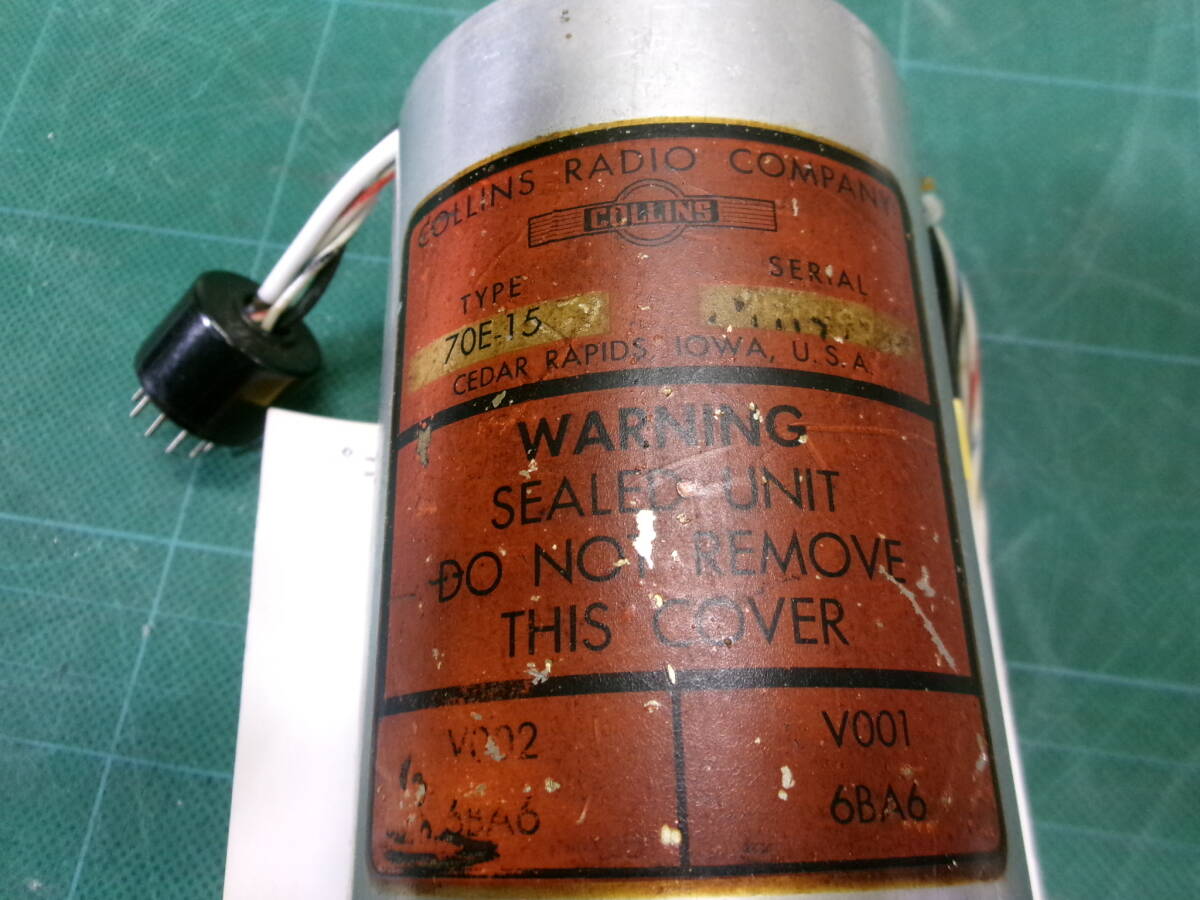 COLLINS RADIO COMPANY
COLLINS
TYPE SERIAL
70E-15
CEDAR RAPIDS, IOWA, U.S.A.
WARNING
SEALED UNIT
DO NOT REMOVE
THIS COVER
V002 V001
6BA6 6BA6